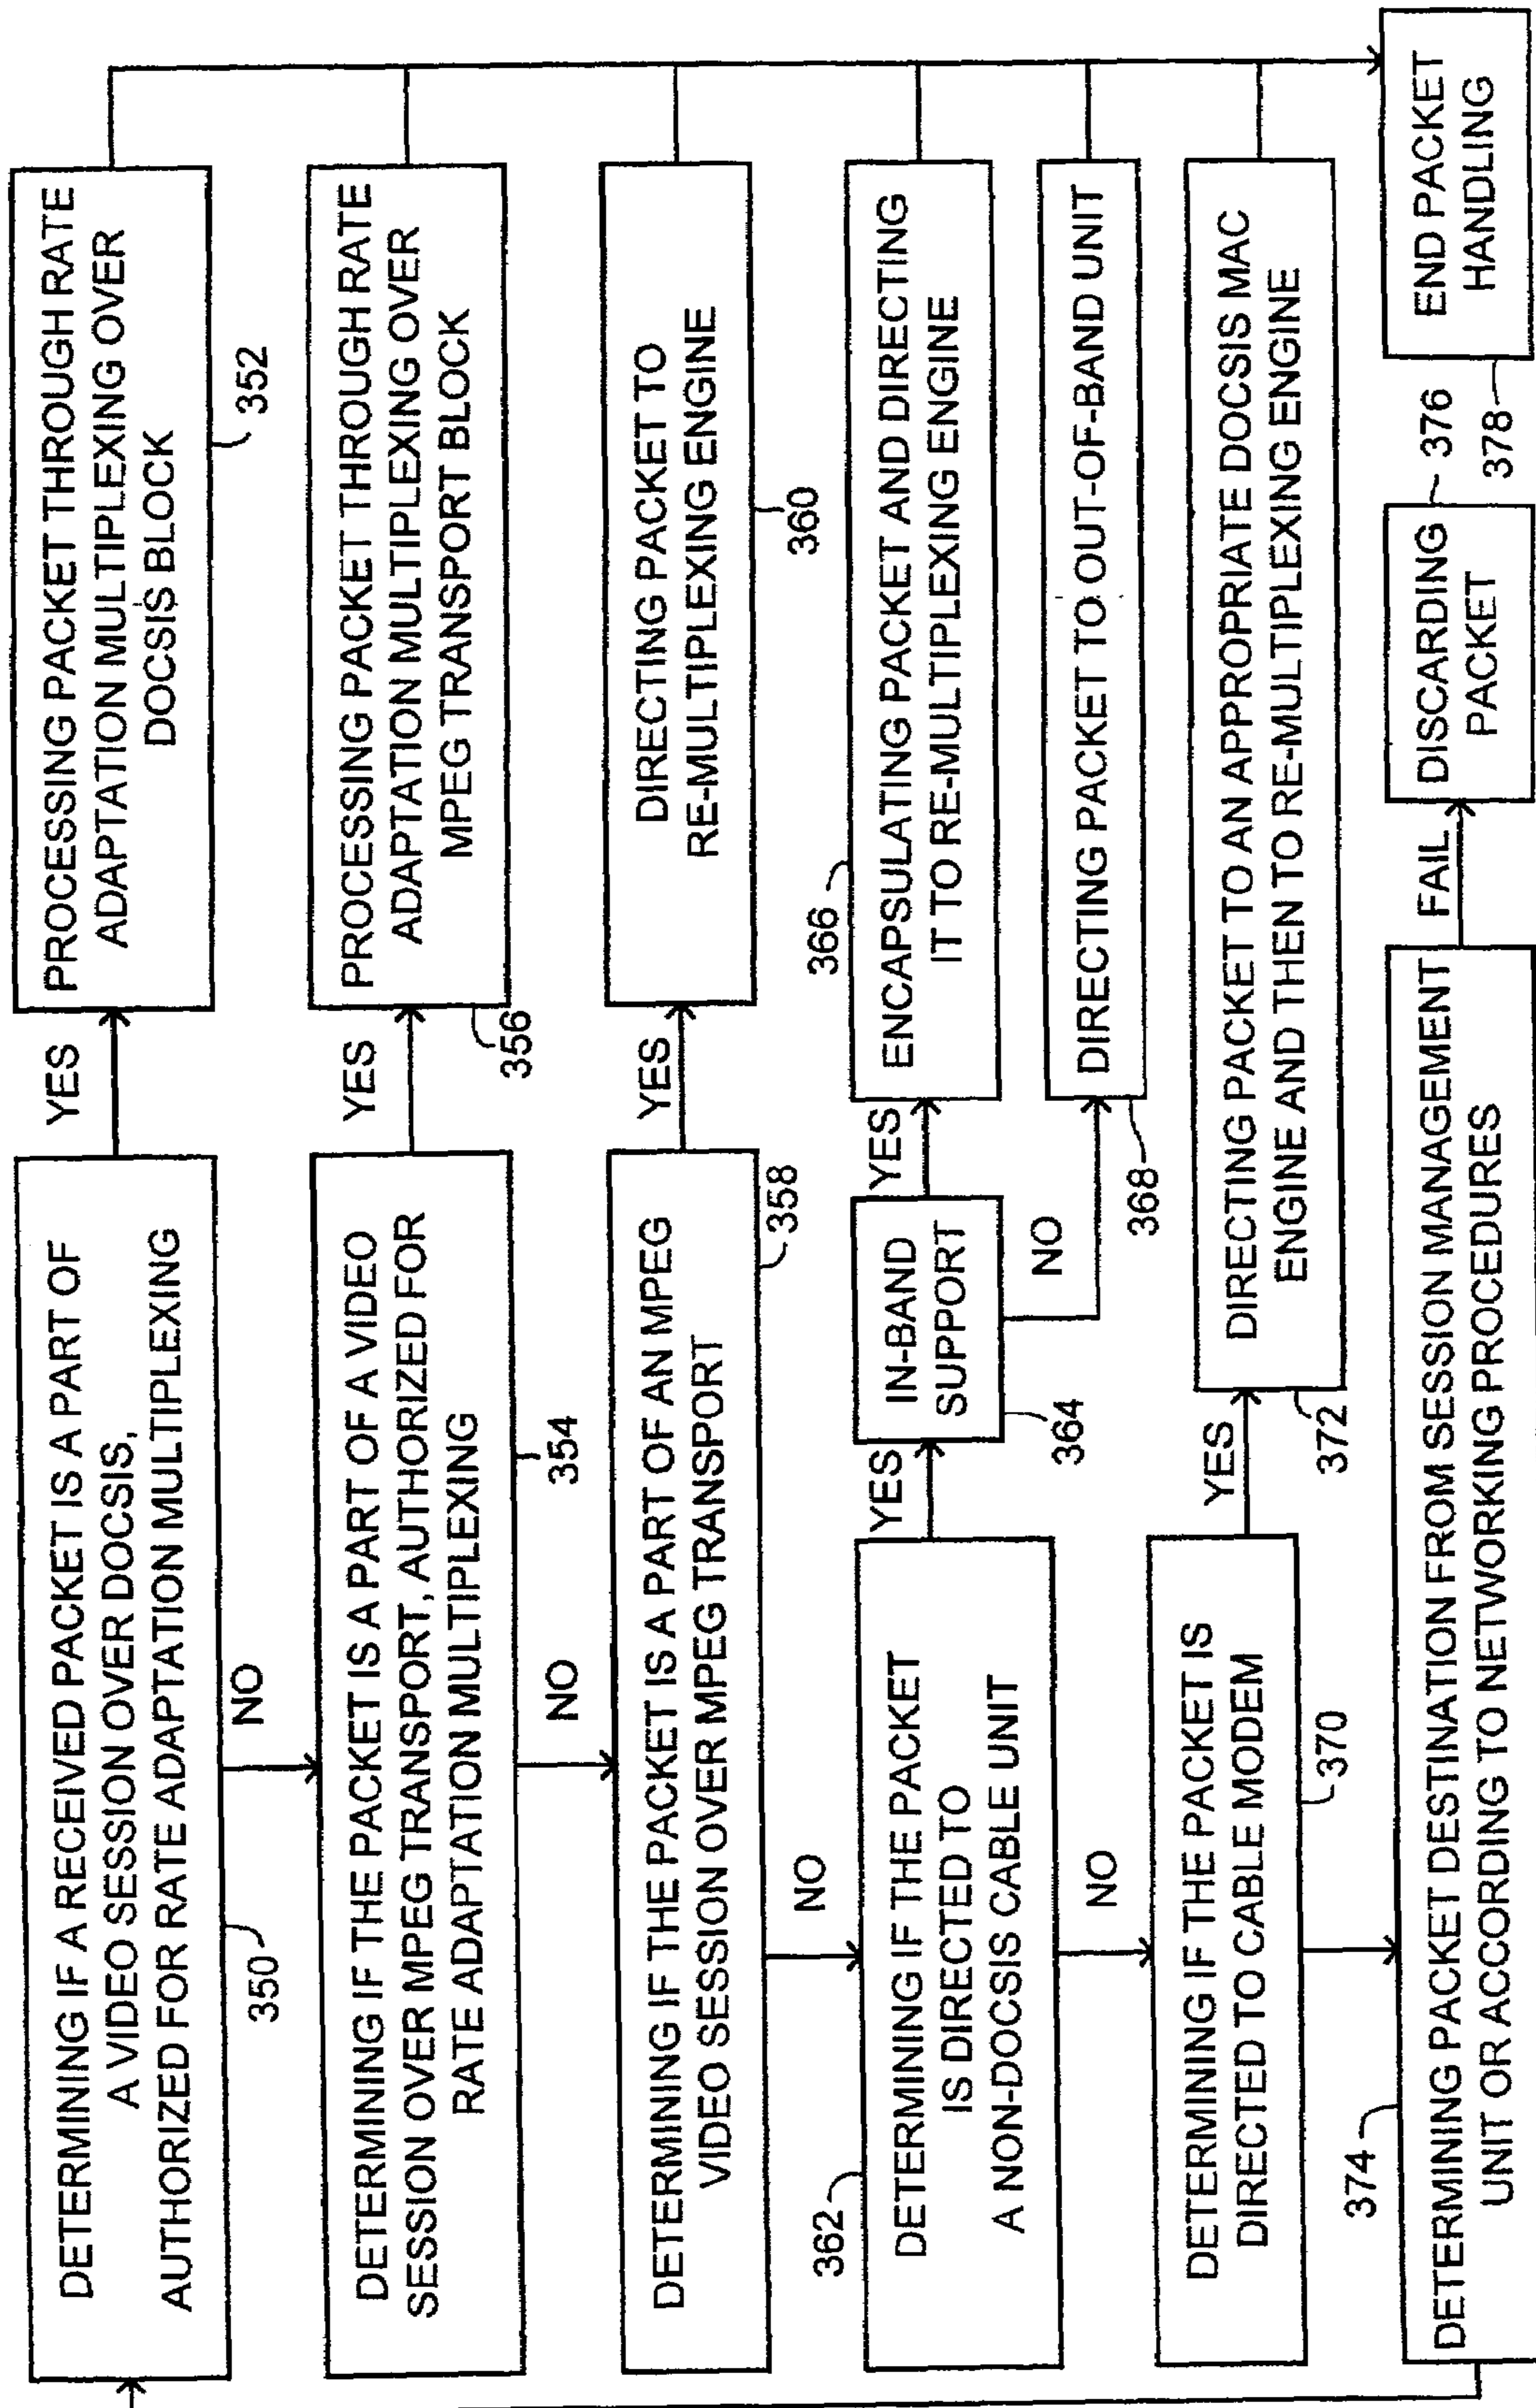 DETERMINING IF A RECEIVED PACKET IS A PART OF
A VIDEO SESSION OVER DOCSIS,
AUTHORIZED FOR RATE ADAPTATION MULTIPLEXING
350
YES
PROCESSING PACKET THROUGH RATE
ADAPTATION MULTIPLEXING OVER
DOCSIS BLOCK
352
NO
DETERMINING IF THE PACKET IS A PART OF A VIDEO
SESSION OVER MPEG TRANSPORT, AUTHORIZED FOR
RATE ADAPTATION MULTIPLEXING
354
YES
PROCESSING PACKET THROUGH RATE
ADAPTATION MULTIPLEXING OVER
MPEG TRANSPORT BLOCK
356
NO
DETERMINING IF THE PACKET IS A PART OF AN MPEG
VIDEO SESSION OVER MPEG TRANSPORT
358
YES
DIRECTING PACKET TO
RE-MULTIPLEXING ENGINE
360
NO
362
DETERMINING IF THE PACKET
IS DIRECTED TO
A NON-DOCSIS CABLE UNIT
YES
IN-BAND
SUPPORT
364
YES
366
ENCAPSULATING PACKET AND DIRECTING
IT TO RE-MULTIPLEXING ENGINE
NO
DIRECTING PACKET TO OUT-OF-BAND UNIT
368
NO
DETERMINING IF THE PACKET IS
DIRECTED TO CABLE MODEM
370
YES
DIRECTING PACKET TO AN APPROPRIATE DOCSIS MAC
ENGINE AND THEN TO RE-MULTIPLEXING ENGINE
372
374
DETERMINING PACKET DESTINATION FROM SESSION MANAGEMENT
UNIT OR ACCORDING TO NETWORKING PROCEDURES
FAIL
DISCARDING
PACKET
376
END PACKET
HANDLING
378